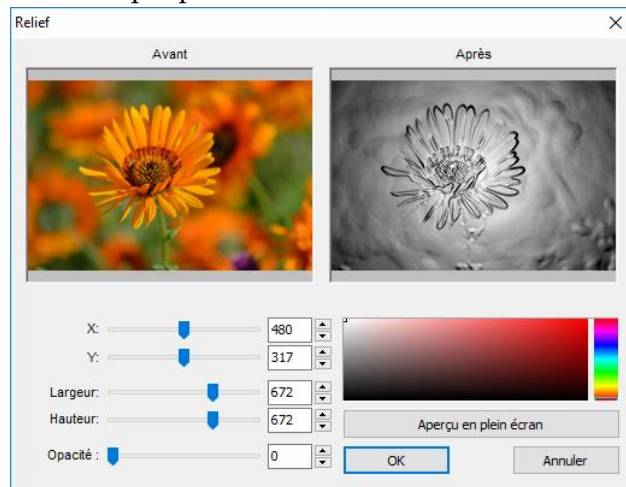 Relief
Avant Après
X: 480
Y: 317
Largeur: 672
Hauteur: 672
Opacité : 0
Aperçu en plein écran
OK Annuler